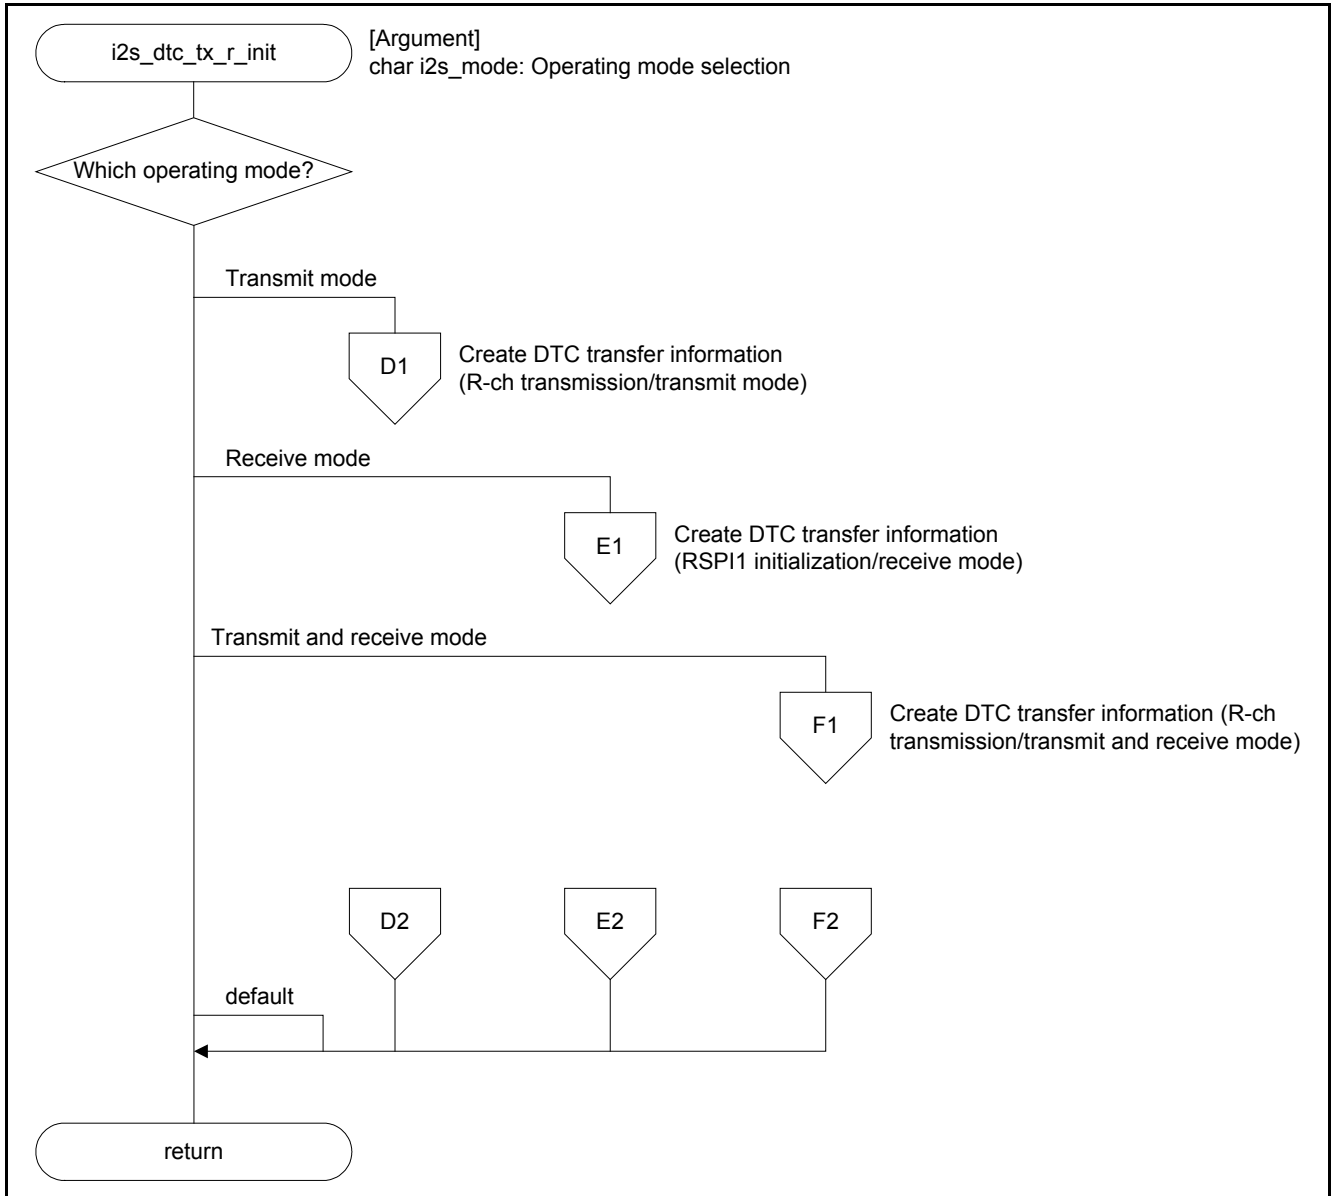 i2s_dtc_tx_r_init
[Argument]
char i2s_mode: Operating mode selection
Which operating mode?
Transmit mode
D1
Create DTC transfer information
(R-ch transmission/transmit mode)
Receive mode
E1
Create DTC transfer information
(RSPI1 initialization/receive mode)
Transmit and receive mode
F1
Create DTC transfer information (R-ch
transmission/transmit and receive mode)
D2
E2
F2
default
return